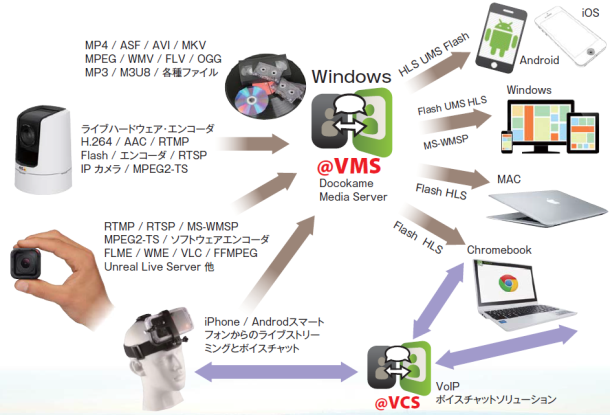 MP4 / ASF / AVI / MKV
MPEG / WMV / FLV / OGG
MP3 / M3U8 / 各種ファイル
Windows
@VMS
Docokame
Media Server
HLS UMS Flash
Android
iOS
Windows
Flash UMS HLS
MS-WMSP
Flash HLS
MAC
Flash HLS
Chromebook
ライブハードウェア・エンコーダ
H.264 / AAC / RTMP
Flash / エンコーダ / RTSP
IP カメラ / MPEG2-TS
RTMP / RTSP / MS-WMSP
MPEG2-TS / ソフトウェアエンコーダ
FLME / WME / VLC / FFMPEG
Unreal Live Server 他
iPhone / Androdスマート
フォンからのライブストリー
ミングとボイスチャット
@VCS
VoIP
ボイスチャットソリューション